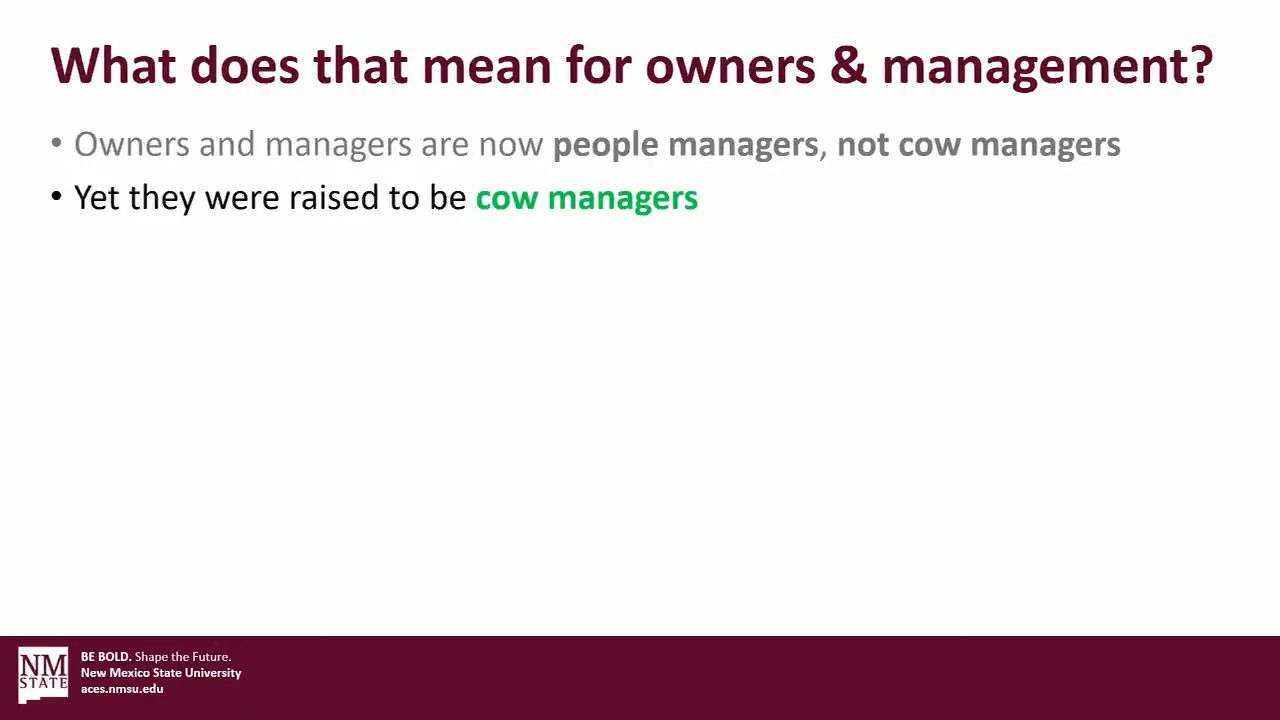 What does that mean for owners & management?
• Owners and managers are now people managers, not cow managers
• Yet they were raised to be cow managers
NM
STATE
BE BOLD. Shape the Future.
New Mexico State University
aces.nmsu.edu